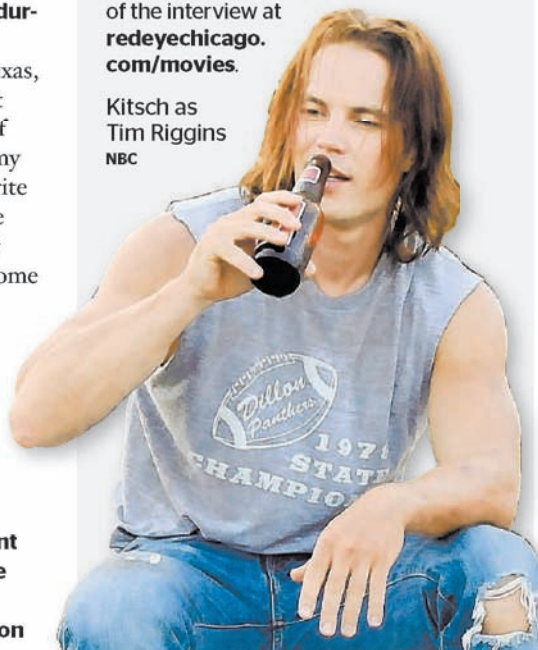 dur-
xas,
f
ny
rite
e
ome
nt
e
on
of the interview at
redeyechicago.
com/movies.
Kitsch as
Tim Riggins
NBC
Dillon
Panthers
STATE
CHAMPIO